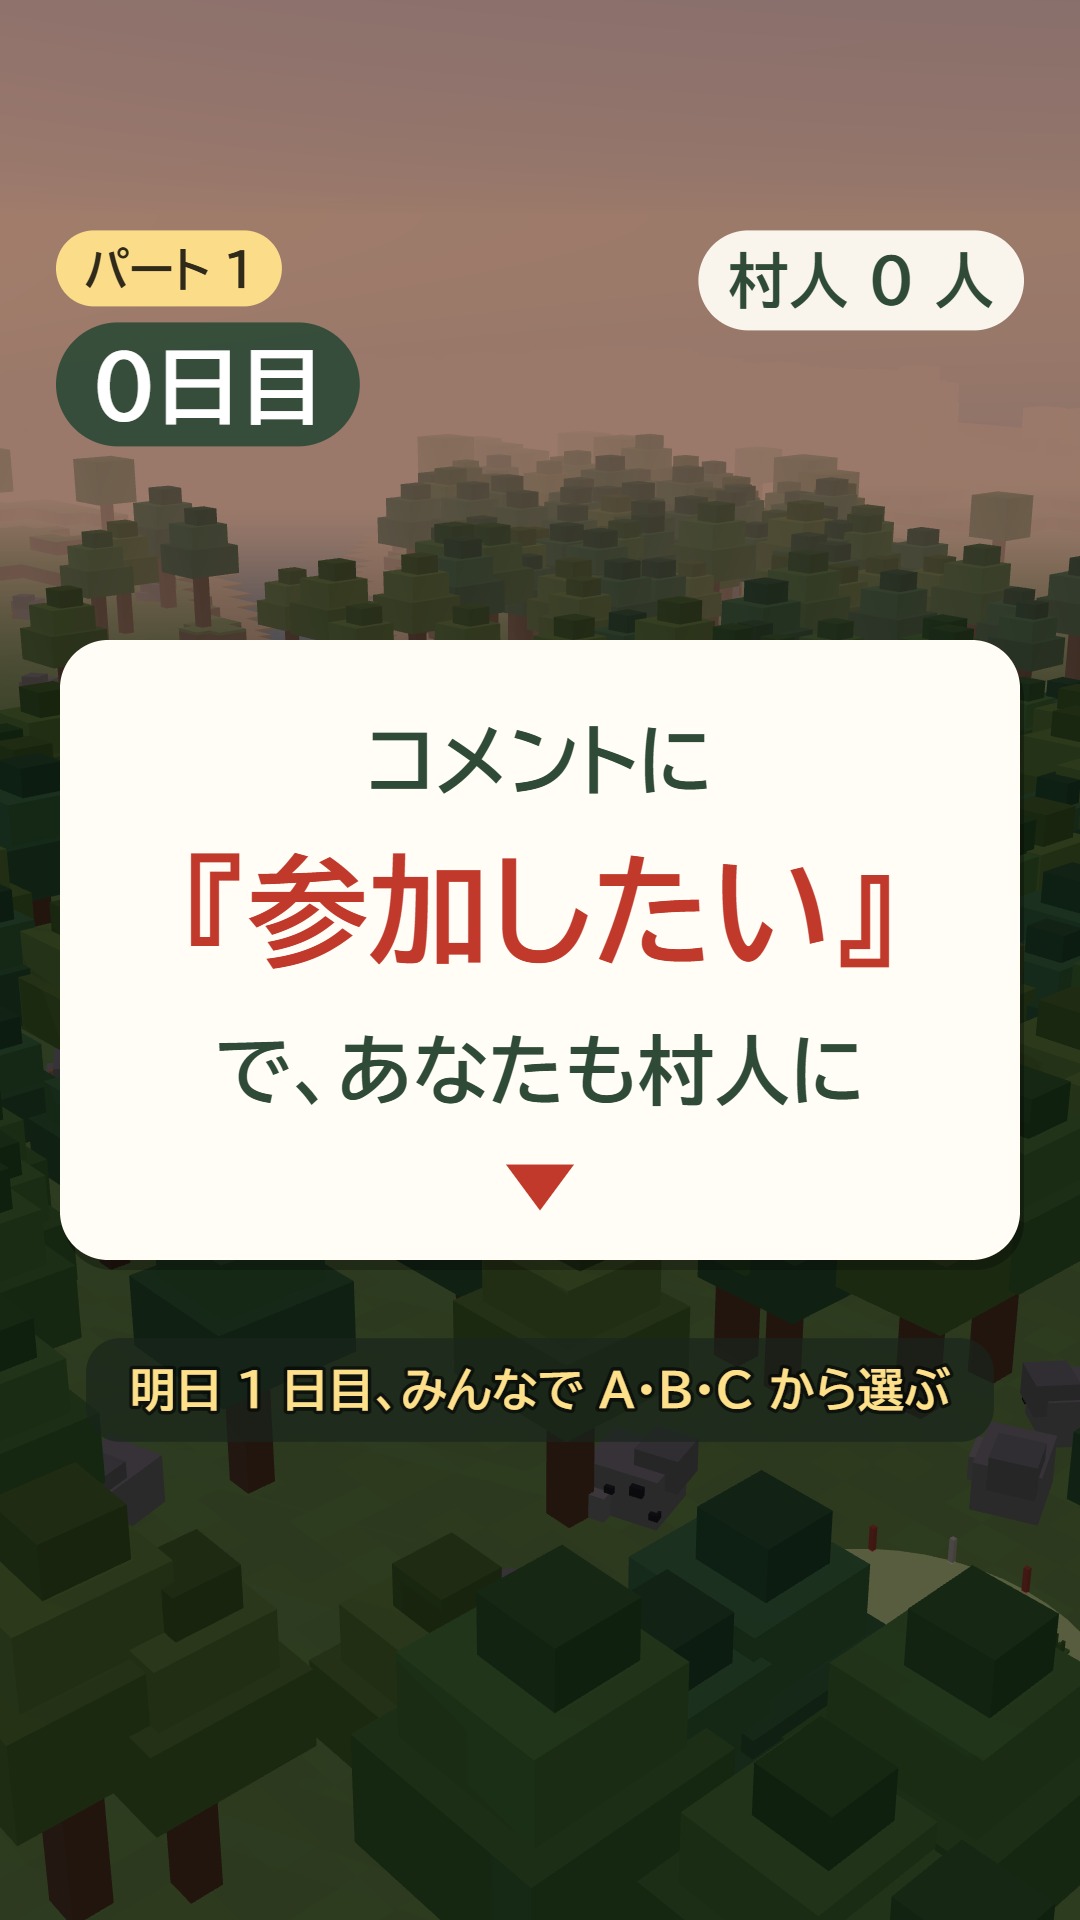 パート 1
0日目
村人 0 人
コメントに
『参加したい』
で、あなたも村人に
明日 1 日目、みんなで A・B・C から選ぶ